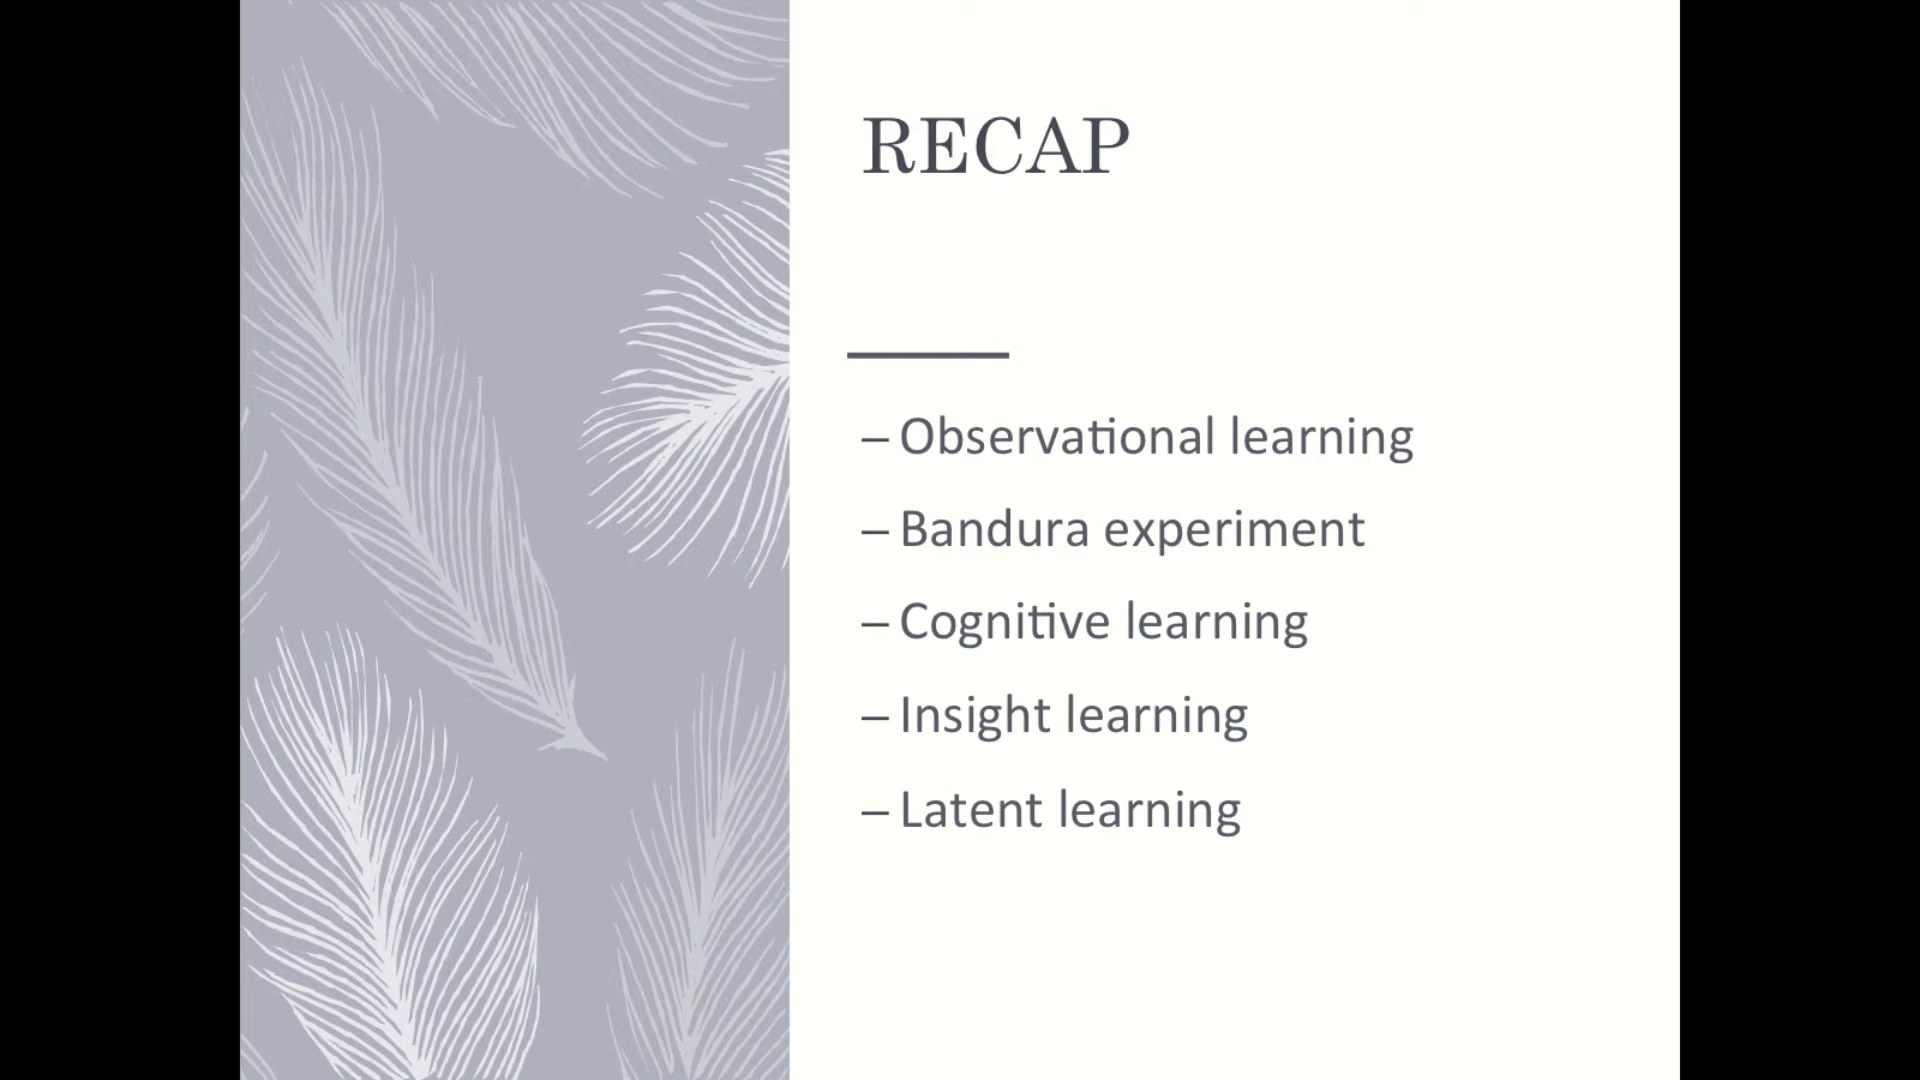 RECAP
– Observational learning
– Bandura experiment
– Cognitive learning
– Insight learning
– Latent learning